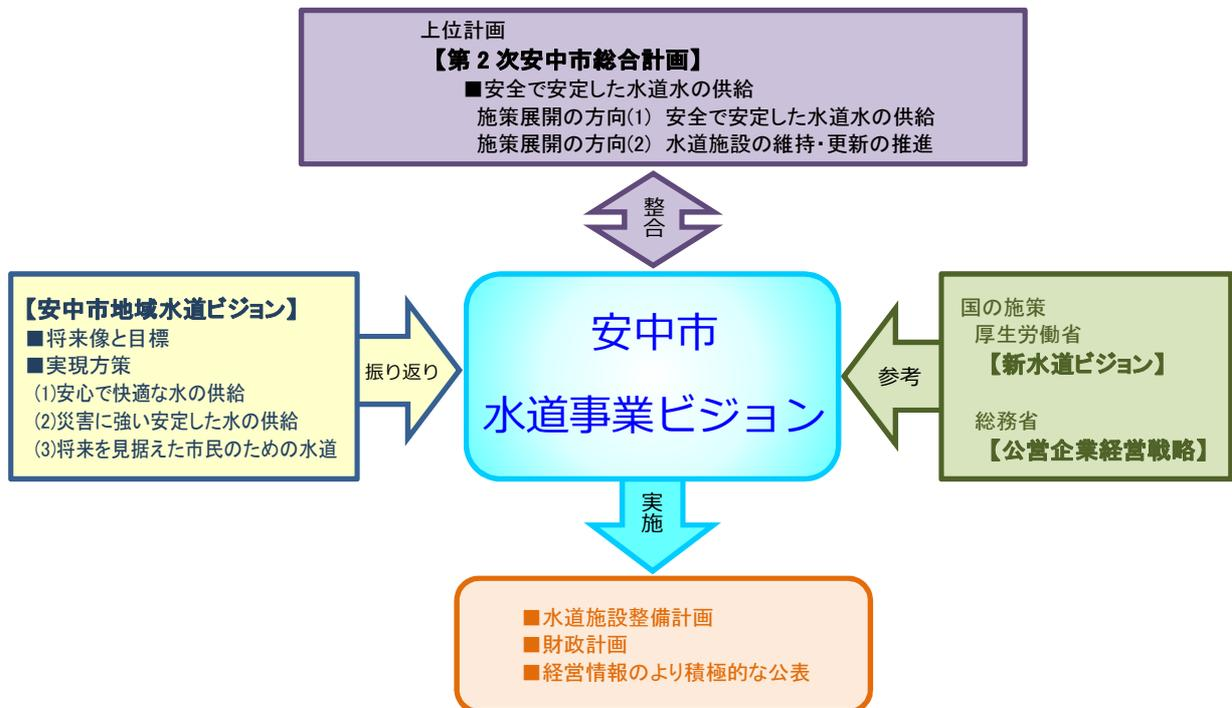 上位計画
【第2次安中市総合計画】
■安全で安定した水道水の供給
施策展開の方向(1) 安全で安定した水道水の供給
施策展開の方向(2) 水道施設の維持・更新の推進
整合
【安中市地域水道ビジョン】
■将来像と目標
■実現方策
(1)安心で快適な水の供給
(2)災害に強い安定した水の供給
(3)将来を見据えた市民のための水道
振り返り
安中市
水道事業ビジョン
参考
国の施策
厚生労働省
【新水道ビジョン】
総務省
【公営企業経営戦略】
実施
■水道施設整備計画
■財政計画
■経営情報のより積極的な公表